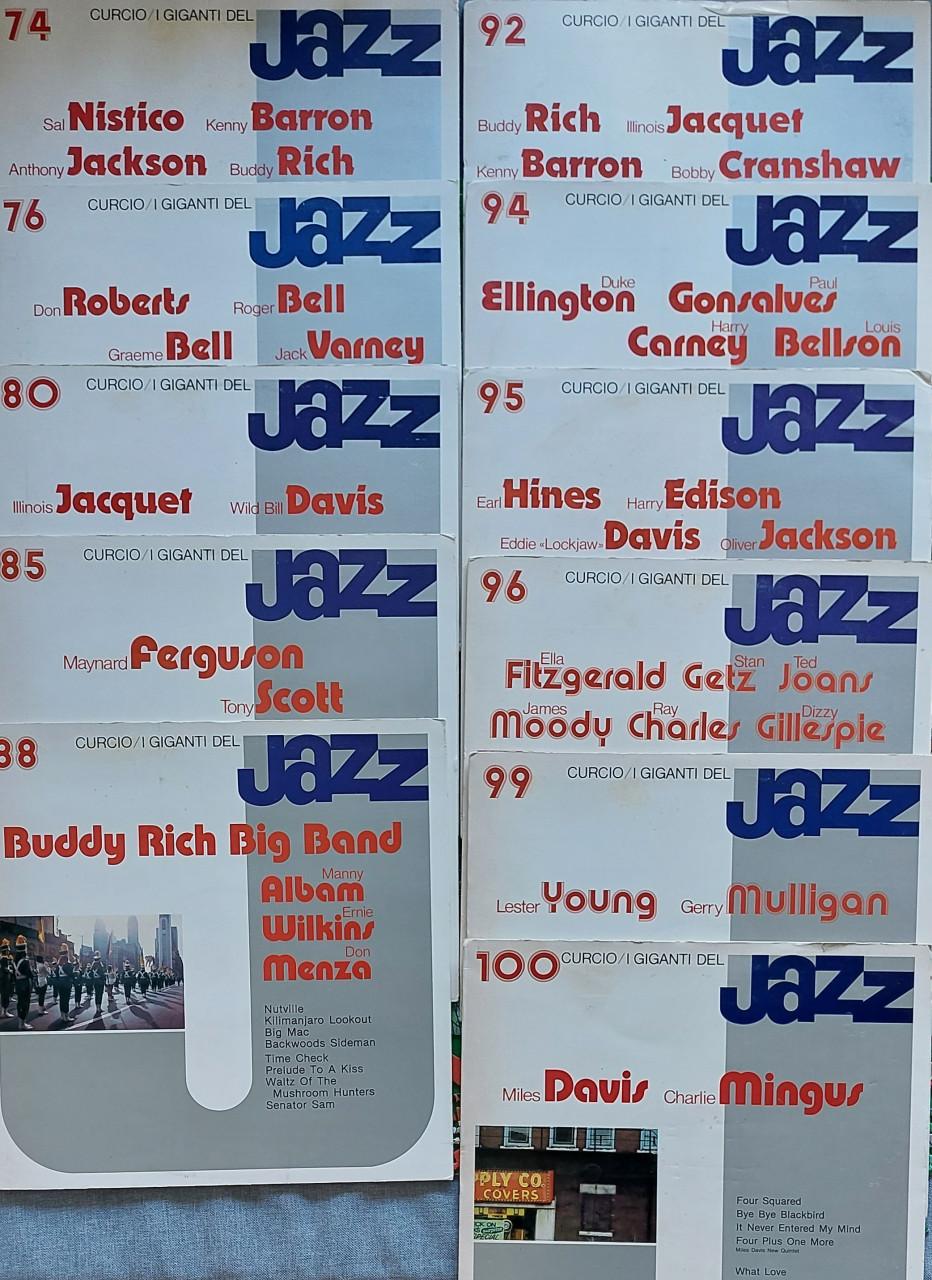 74
CURCIO/I GIGANTI DEL
Jazz
Sal Nistico Kenny Barron
Anthony Jackson Buddy Rich
76
CURCIO/I GIGANTI DEL
Jazz
Don Roberts Roger Bell
Graeme Bell Jack Varney
80
CURCIO/I GIGANTI DEL
Jazz
Illinois Jacquet Wild Bill Davis
85
CURCIO/I GIGANTI DEL
Jazz
Maynard Ferguson
Tony Scott
88
CURCIO/I GIGANTI DEL
Jazz
Buddy Rich Big Band
Manny
Albam
Ernie
Wilkins
Don
Menza
Nutville
Kilimanjaro Lookout
Big Mac
Backwoods Sideman
Time Check
Prelude To A Kiss
Waltz Of The
Mushroom Hunters
Senator Sam
92
CURCIO/I GIGANTI DEL
Jazz
Buddy Rich Illinois Jacquet
Kenny Barron Bobby Cranshaw
94
CURCIO/I GIGANTI DEL
Jazz
Duke Paul
Ellington Gonsalves
Harry Louis
Carney Bellson
95
CURCIO/I GIGANTI DEL
Jazz
Earl Hines Harry Edison
Eddie «Lockjaw» Davis Oliver Jackson
96
CURCIO/I GIGANTI DEL
Jazz
Ella Stan Ted
Fitzgerald Getz Joans
James Ray Dizzy
Moody Charles Gillespie
99
CURCIO/I GIGANTI DEL
Jazz
Lester Young Gerry Mulligan
100
CURCIO/I GIGANTI DEL
Jazz
Miles Davis Charlie Mingus
PLY CO.
COVERS
SPECIAL
Four Squared
Bye Bye Blackbird
It Never Entered My Mind
Four Plus One More
Miles Davis New Quintet
What Love